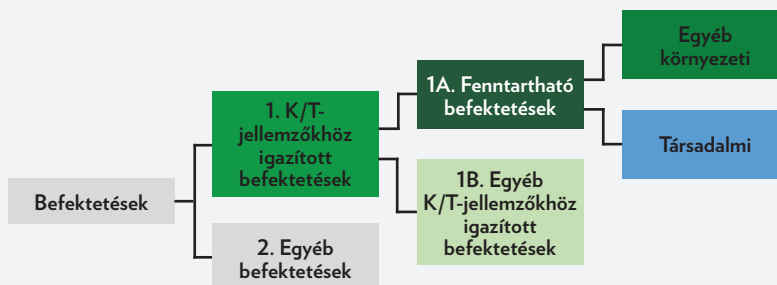 Befektetések
1. K/T-
jellemzőkhöz
igazított
befektetések
2. Egyéb
befektetések
1A. Fenntartható
befektetések
1B. Egyéb
K/T-jellemzőkhöz
igazított
befektetések
Egyéb
környezeti
Társadalmi